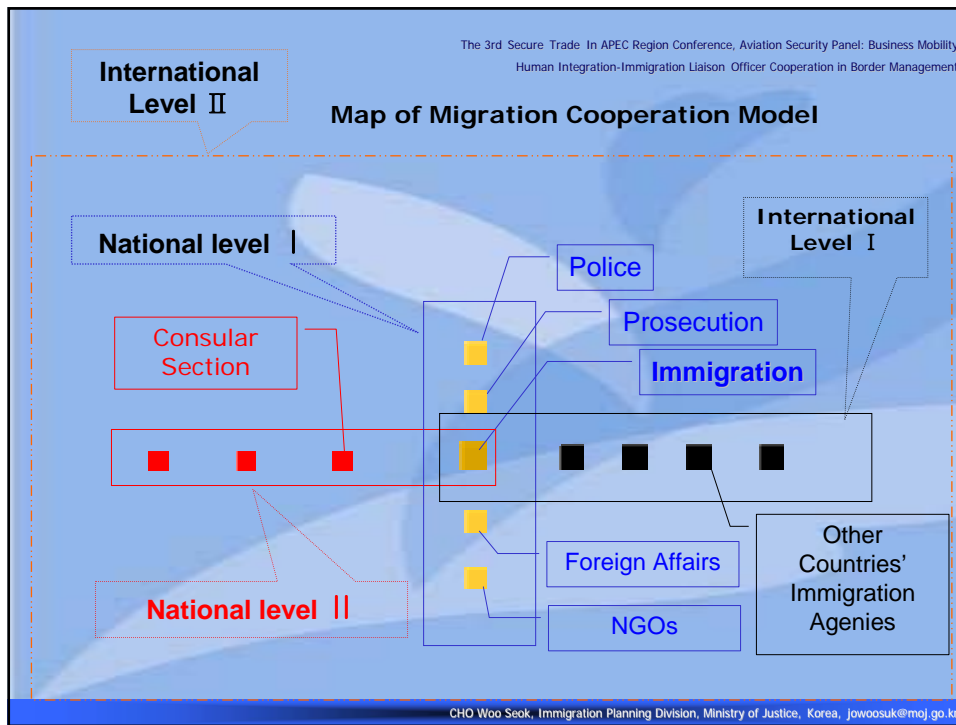 The 3rd Secure Trade In APEC Region Conference, Aviation Security Panel: Business Mobility
Human Integration-Immigration Liaison Officer Cooperation in Border Management
International
Level Ⅱ
Map of Migration Cooperation Model
National level Ⅰ
International
Level Ⅰ
Police
Consular
Section
Prosecution
Immigration
Foreign Affairs
NGOs
National level Ⅱ
Other
Countries'
Immigration
Agenies
CHO Woo Seok, Immigration Planning Division, Ministry of Justice, Korea, jowoosuk@moj.go.kr